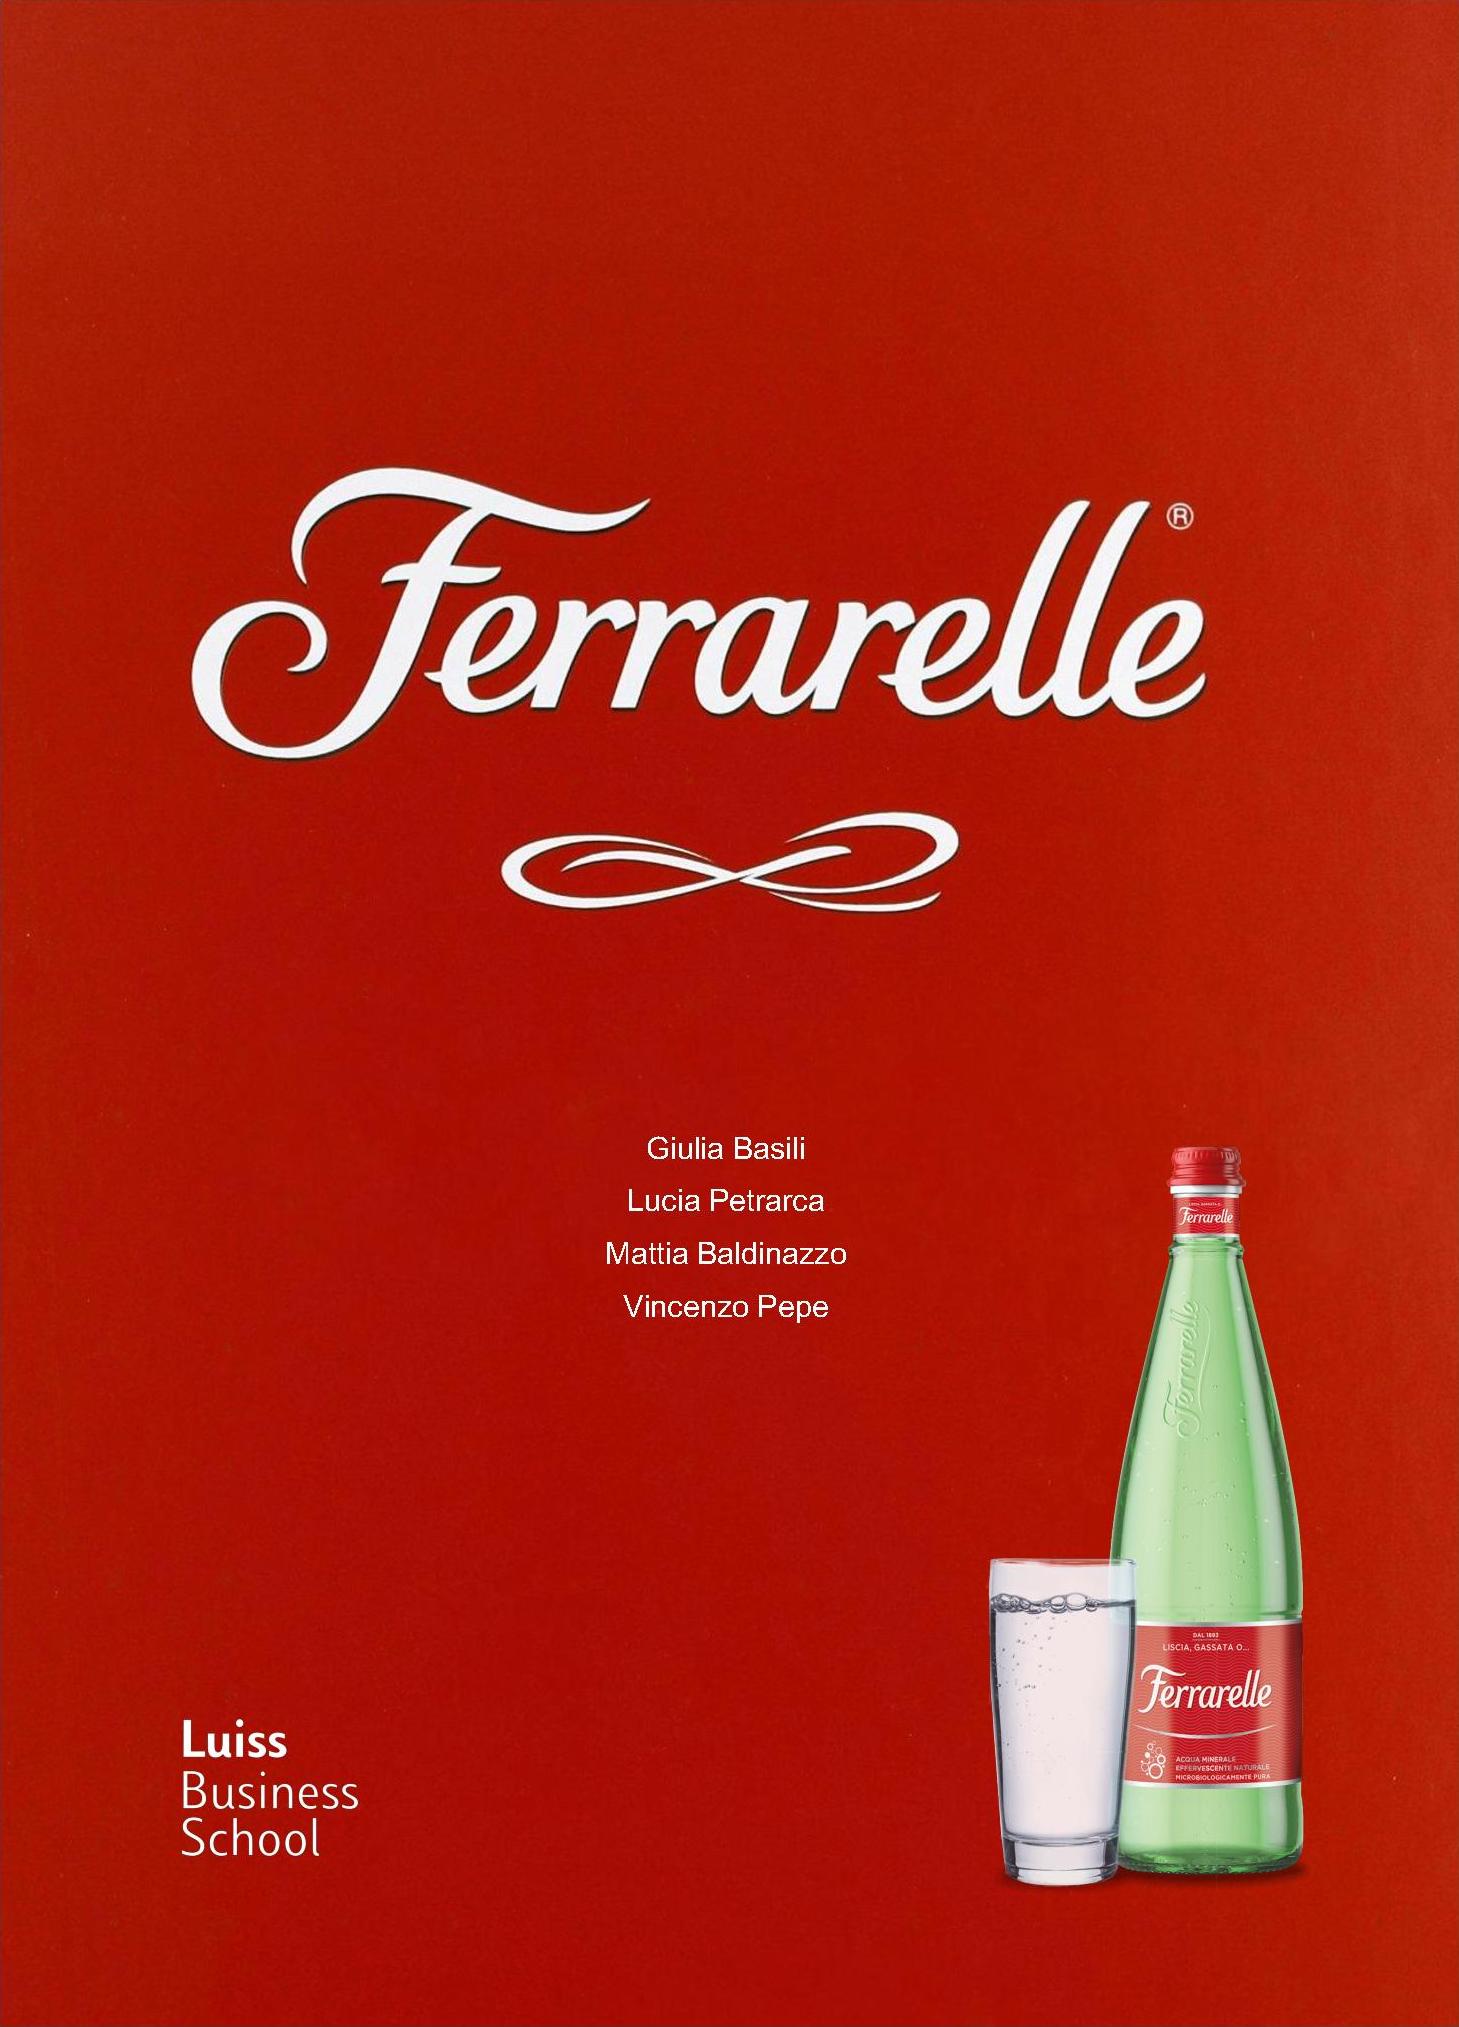 Ferrarelle®
Giulia Basili
Lucia Petrarca
Mattia Baldinazzo
Vincenzo Pepe
Ferrarelle
Ferrarelle
DAL 1893
LISCIA, GASSATA O...
Ferrarelle
ACQUA MINERALE
EFFERVESCENTE NATURALE
MICROBIOLOGICAMENTE PURA
Luiss
Business
School